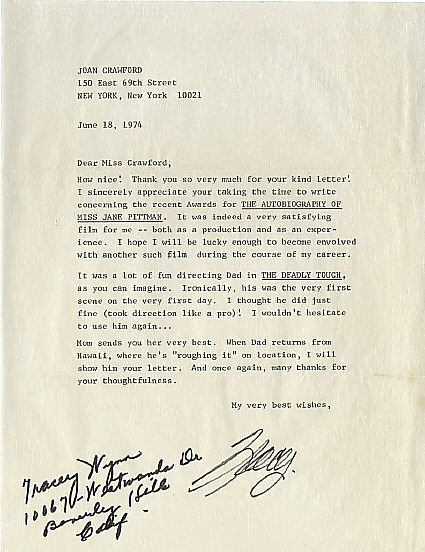 JOAN CRAWFORD
150 East 69th Street
NEW YORK, New York 10021
June 18, 1974
Dear Miss Crawford;
How nice! Thank you so very much for your kind letter!
I sincerely appreciate your taking the time to write
concerning the recent Awards for THE AUTOBIOGRAPHY OF
MISS JANE PITTMAN. It was indeed a very satisfying
film for me -- both as a production and as an exper-
ience. I hope I will be lucky enough to become envolved
with another such film during the course of my career.
It was a lot of fun directing Dad in THE DEADLY TOUGH,
as you can imagine. Ironically, his was the very first
scene on the very first day. I thought he did just
fine (took direction like a pro)! I wouldn't hesitate
to use him again...
Mom sends you her very best. When Dad returns from
Hawaii, where he's "roughing it" on location, I will
show him your letter. And once again, many thanks for
your thoughtfulness.
My very best wishes,
Tracey
Tracey Wynn
10067 Westwanda Dr
Beverly Hills
Calif.